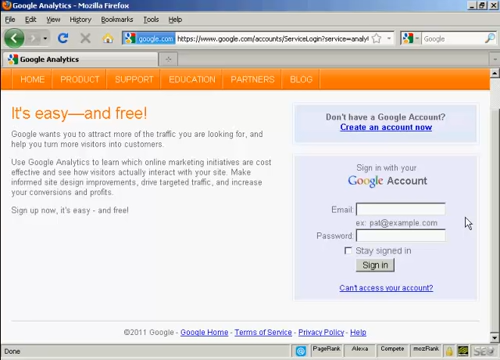 Google Analytics - Mozilla Firefox
File Edit View History Bookmarks Tools Help
google.com https://www.google.com/accounts/ServiceLogin?service=analy Google
Google Analytics
HOME PRODUCT SUPPORT EDUCATION PARTNERS BLOG
It's easy—and free!
Google wants you to attract more of the traffic you are looking for, and
help you turn more visitors into customers.
Use Google Analytics to learn which online marketing initiatives are cost
effective and see how visitors actually interact with your site. Make
informed site design improvements, drive targeted traffic, and increase
your conversions and profits.
Sign up now, it's easy - and free!
Don't have a Google Account?
Create an account now
Sign in with your
Google Account
Email:
ex: pat@example.com
Password:
Stay signed in
Sign in
Can't access your account?
©2011 Google - Google Home - Terms of Service - Privacy Policy - Help
Done PageRank Alexa Compete mozRank SEO